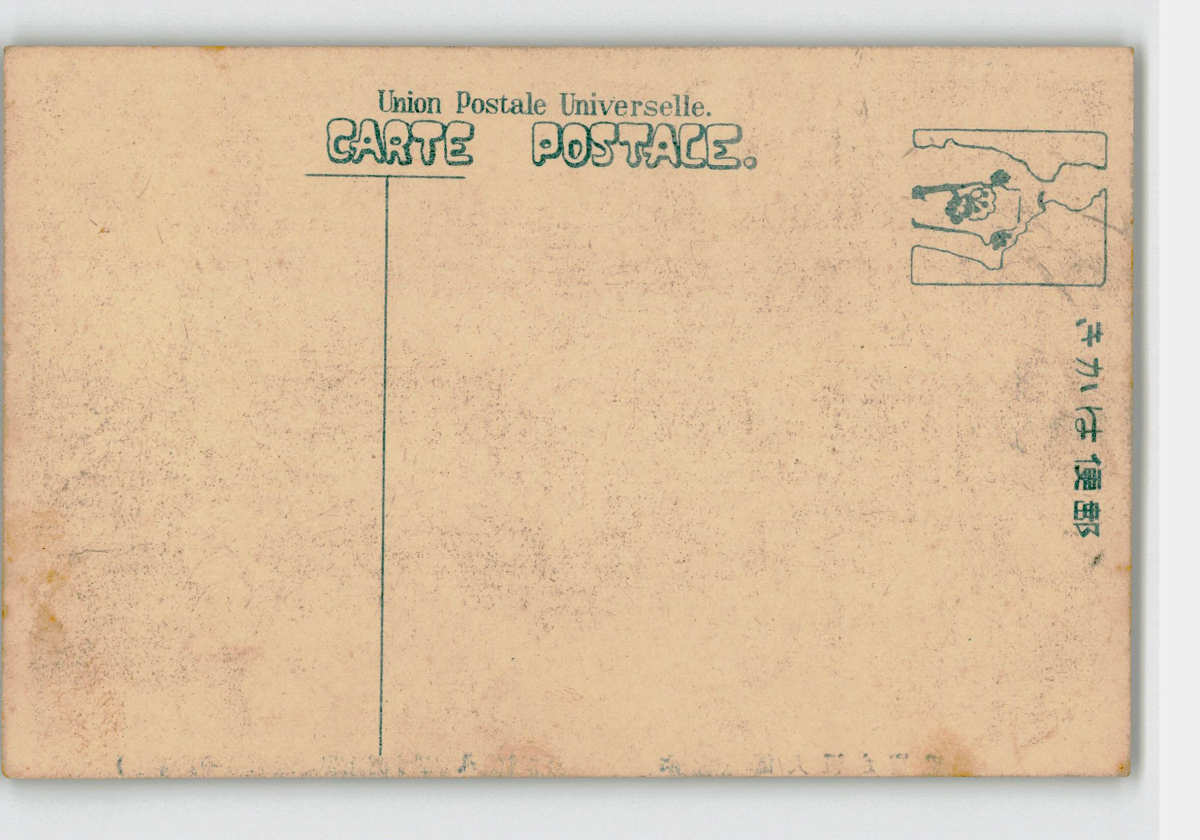 Union Postale Universelle.
CARTE POSTALE.
郵便はかき